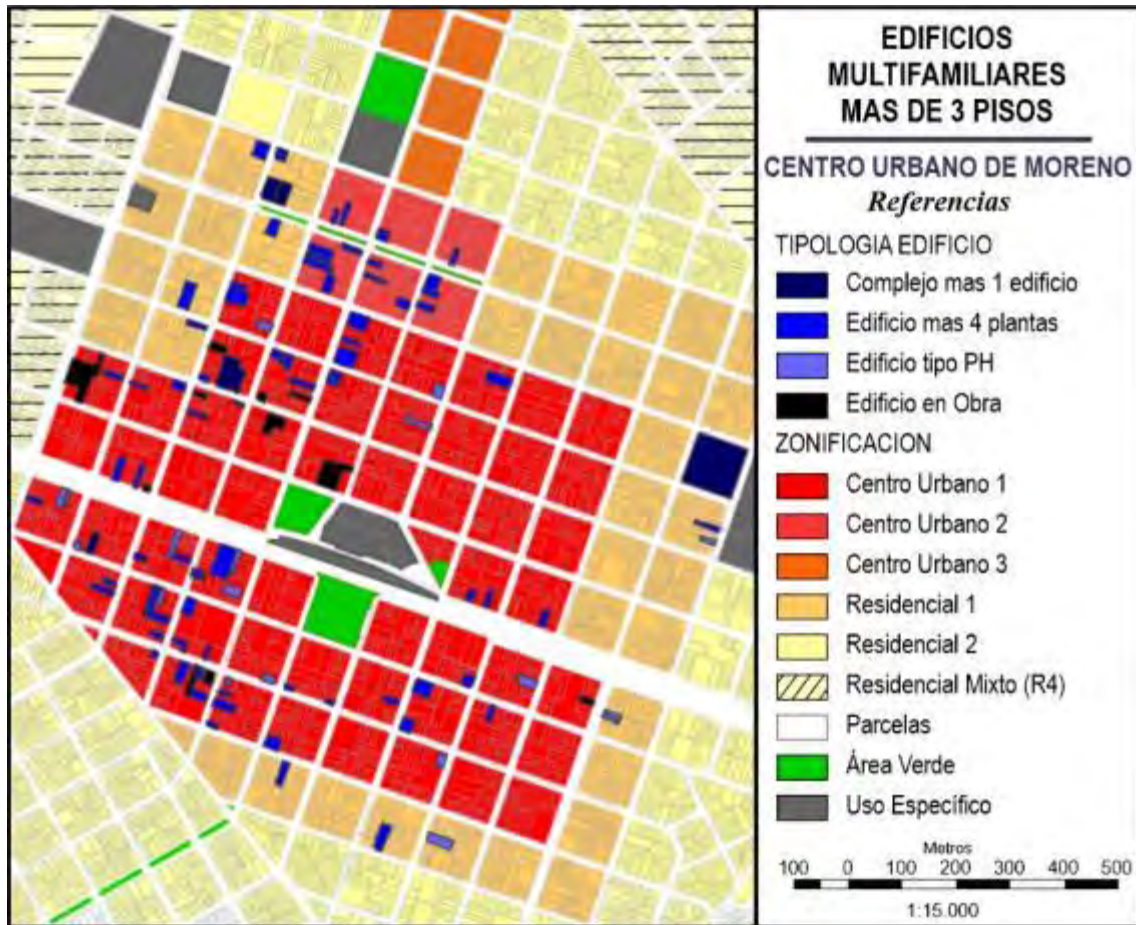 EDIFICIOS
MULTIFAMILIARES
MAS DE 3 PISOS
CENTRO URBANO DE MORENO
Referencias
TIPOLOGIA EDIFICIO
Complejo mas 1 edificio
Edificio mas 4 plantas
Edificio tipo PH
Edificio en Obra
ZONIFICACION
Centro Urbano 1
Centro Urbano 2
Centro Urbano 3
Residencial 1
Residencial 2
Residencial Mixto (R4)
Parcelas
Área Verde
Uso Específico
Metros
100 0 100 200 300 400 500
1:15.000